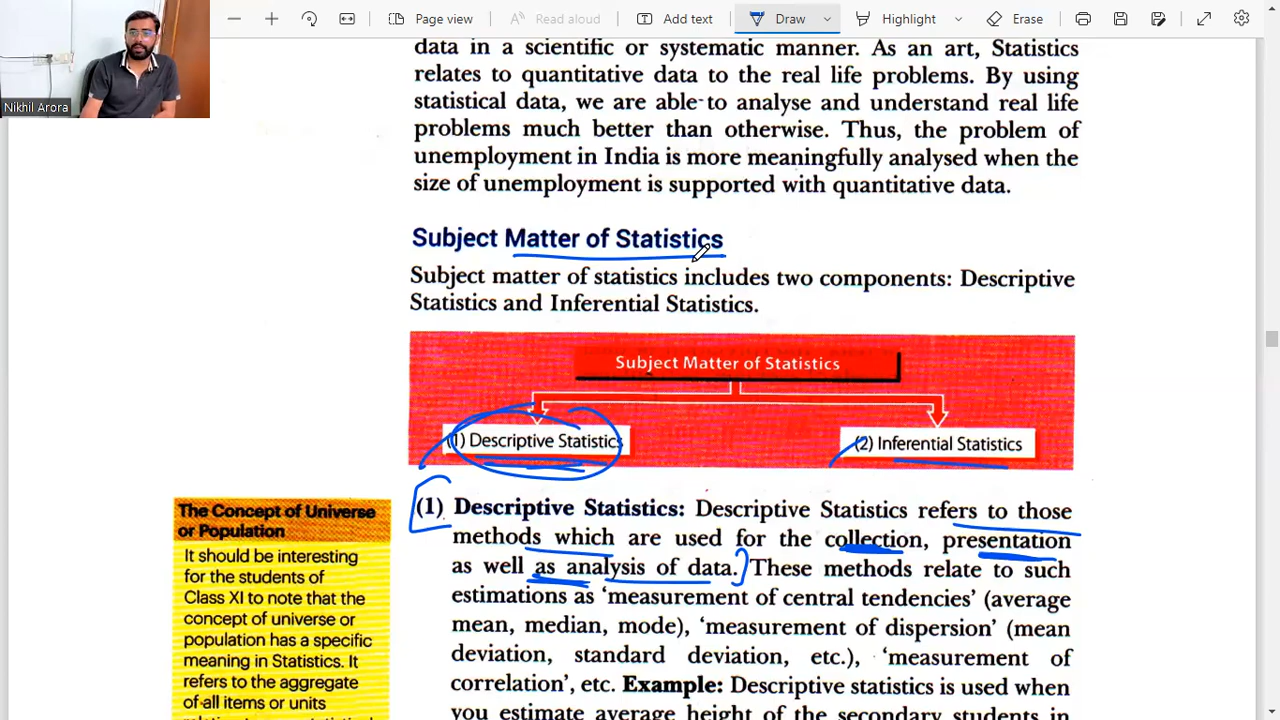 Page view
Read aloud
Add text
Draw
Highlight
Erase
Nikhil Arora
data in a scientific or systematic manner. As an art, Statistics
relates to quantitative data to the real life problems. By using
statistical data, we are able to analyse and understand real life
problems much better than otherwise. Thus, the problem of
unemployment in India is more meaningfully analysed when the
size of unemployment is supported with quantitative data.
Subject Matter of Statistics
Subject matter of statistics includes two components: Descriptive
Statistics and Inferential Statistics.
Subject Matter of Statistics
(1) Descriptive Statistics
(2) Inferential Statistics
(1) Descriptive Statistics: Descriptive Statistics refers to those
methods which are used for the collection, presentation
as well as analysis of data. These methods relate to such
estimations as 'measurement of central tendencies' (average
mean, median, mode), 'measurement of dispersion' (mean
deviation, standard deviation, etc.), 'measurement of
correlation', etc. Example: Descriptive statistics is used when
you estimate average height of the secondary students in
The Concept of Universe
or Population
It should be interesting
for the students of
Class XI to note that the
concept of universe or
population has a specific
meaning in Statistics. It
refers to the aggregate
of all items or units